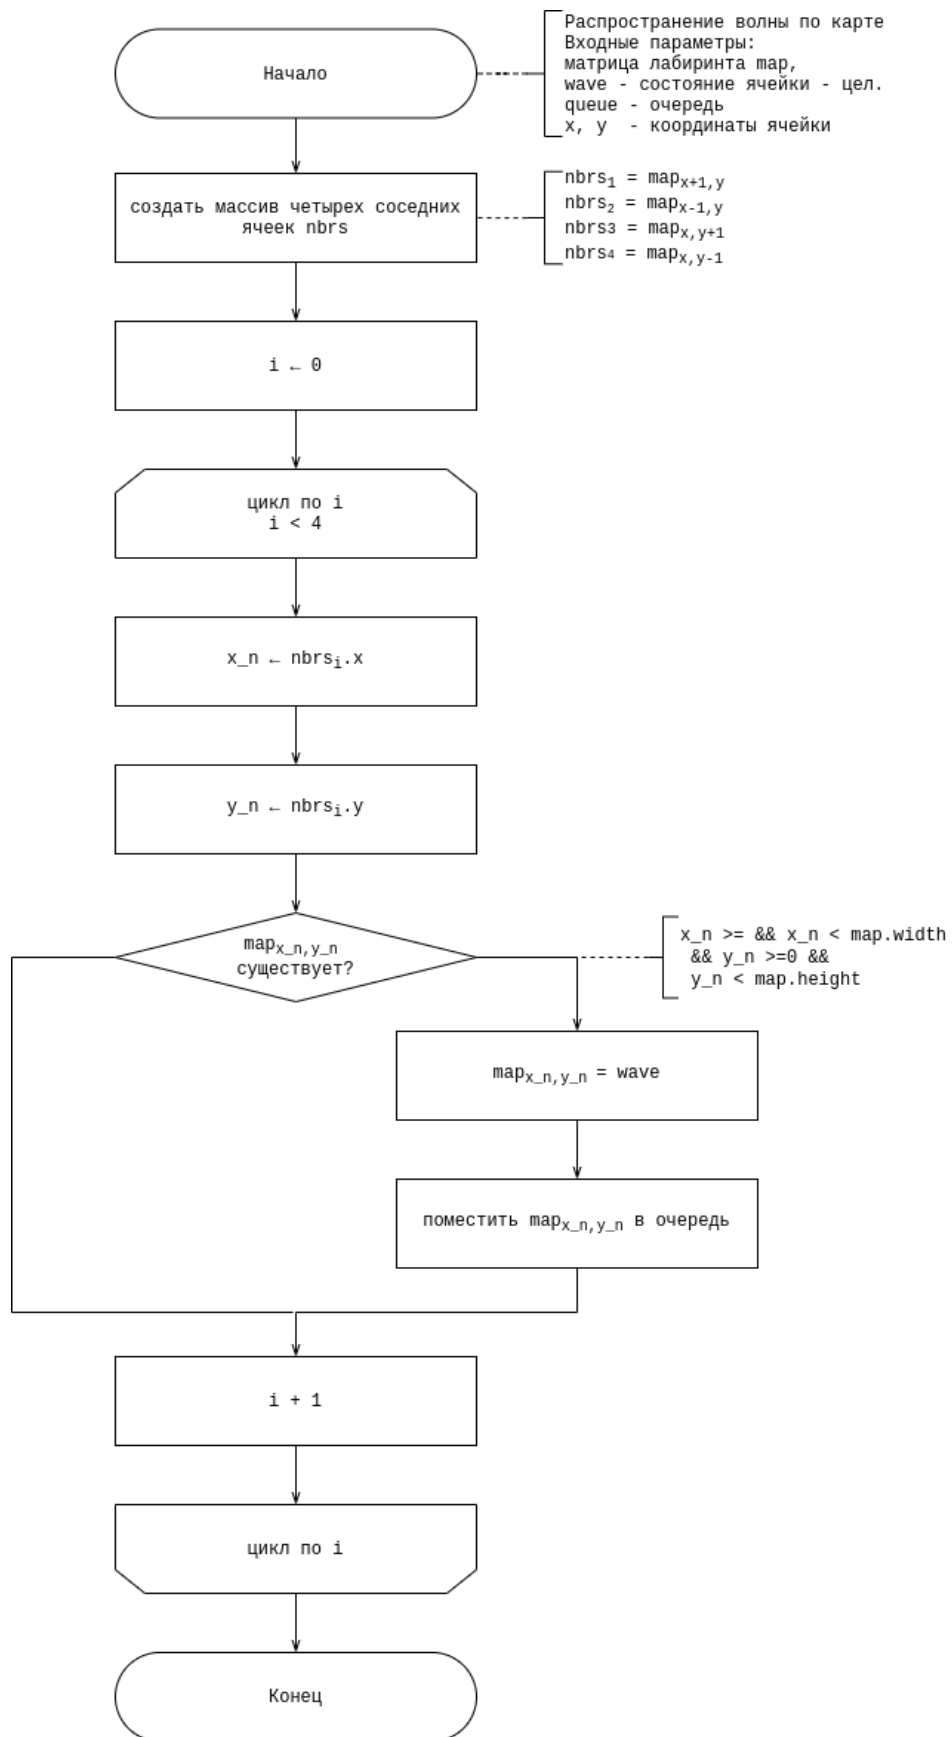 Начало
Распространение волны по карте
Входные параметры:
матрица лабиринта map,
wave - состояние ячейки - цел.
queue - очередь
x, y  - координаты ячейки
создать массив четырех соседних
ячеек nbrs
nbrs1 = mapx+1,y
nbrs2 = mapx-1,y
nbrs3 = mapx,y+1
nbrs4 = mapx,y-1
i ← 0
цикл по i
i < 4
x_n ← nbrsi.x
y_n ← nbrsi.y
mapx_n,y_n
существует?
x_n >= && x_n < map.width
&& y_n >=0 &&
y_n < map.height
mapx_n,y_n = wave
поместить mapx_n,y_n в очередь
i + 1
цикл по i
Конец